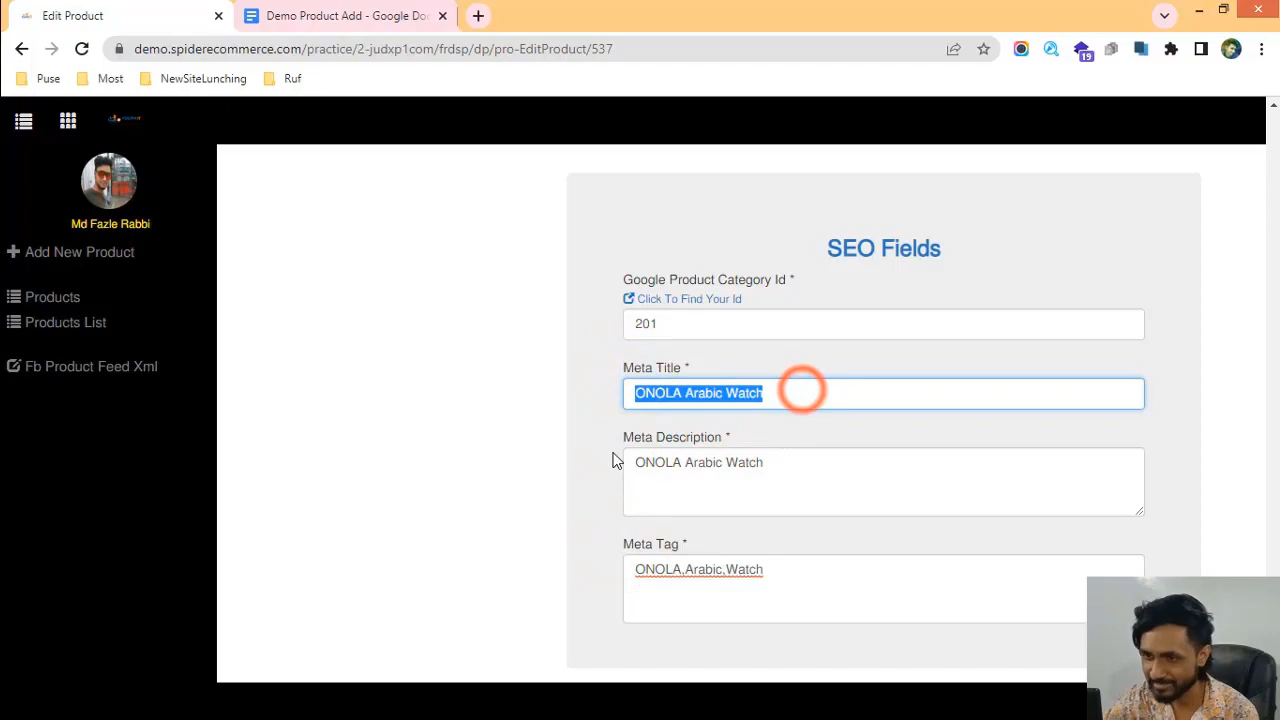 Edit Product
Demo Product Add - Google Doc
demo.spiderecommerce.com/practice/2-judxp1com/frdsp/dp/pro-EditProduct/537
19
Puse
Most
NewSiteLunching
Ruf
Md Fazle Rabbi
Add New Product
Products
Products List
Fb Product Feed Xml
SEO Fields
Google Product Category Id *
Click To Find Your Id
201
Meta Title *
ONOLA Arabic Watch
Meta Description *
ONOLA Arabic Watch
Meta Tag *
ONOLA,Arabic,Watch